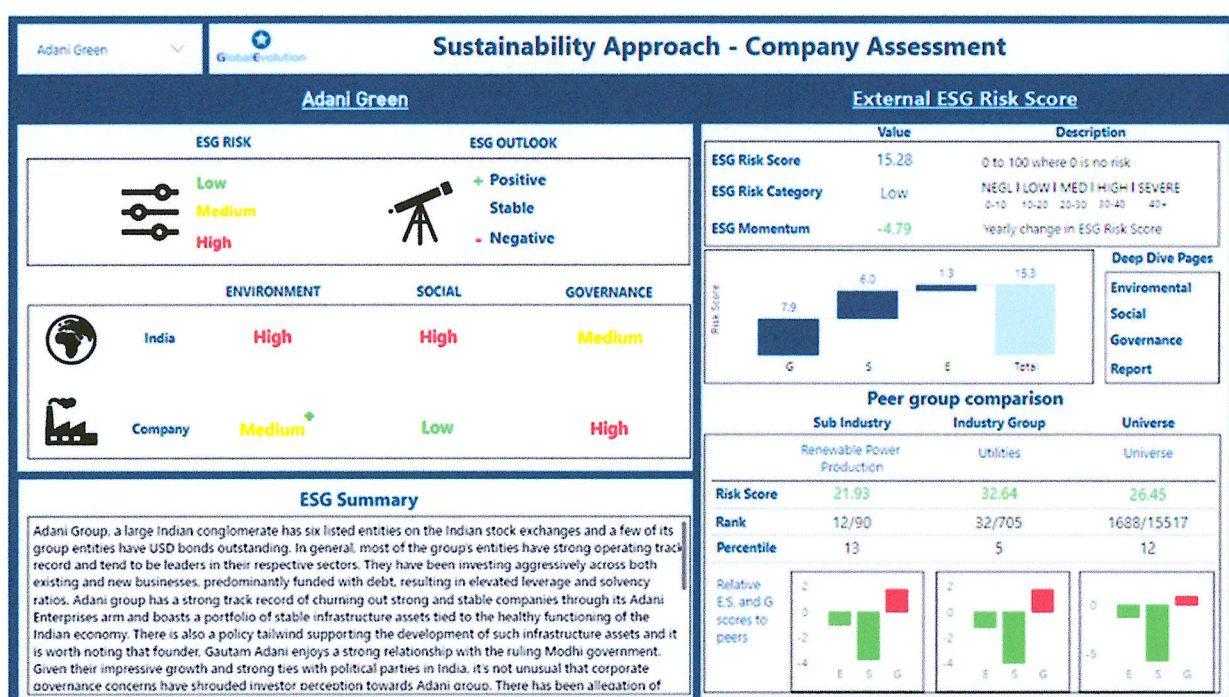 Adani Green
GlobalEvolution
Sustainability Approach - Company Assessment
Adani Green
ESG RISK
ESG OUTLOOK
Low
Medium
High
+ Positive
Stable
- Negative
ENVIRONMENT SOCIAL GOVERNANCE
India High High Medium
Company Medium+ Low High
ESG Summary
Adani Group, a large Indian conglomerate has six listed entities on the Indian stock exchanges and a few of its
group entities have USD bonds outstanding. In general, most of the group's entities have strong operating track
record and tend to be leaders in their respective sectors. They have been investing aggressively across both
existing and new businesses, predominantly funded with debt, resulting in elevated leverage and solvency
ratios. Adani group has a strong track record of churning out strong and stable companies through its Adani
Enterprises arm and boasts a portfolio of stable infrastructure assets tied to the healthy functioning of the
Indian economy. There is also a policy tailwind supporting the development of such infrastructure assets and it
is worth noting that founder, Gautam Adani enjoys a strong relationship with the ruling Modhi government.
Given their impressive growth and strong ties with political parties in India, it's not unusual that corporate
governance concerns have shrouded investor perception towards Adani group. There has been allegation of
External ESG Risk Score
Value Description
ESG Risk Score 15.28 0 to 100 where 0 is no risk
ESG Risk Category Low NEGL I LOW I MED I HIGH I SEVERE
0-10 10-20 20-30 30-40 40+
ESG Momentum -4.79 Yearly change in ESG Risk Score
Risk Score
7.9 6.0 1.3 15.3
G S E Total
Deep Dive Pages
Enviromental
Social
Governance
Report
Peer group comparison
Sub Industry Industry Group Universe
Renewable Power
Production
Utilities Universe
Risk Score 21.93 32.64 26.45
Rank 12/90 32/705 1688/15517
Percentile 13 5 12
Relative
E,S, and G
scores to
peers
2
0
-2
-4
E S G
2
0
-2
-4
E S G
0
-5
E S G